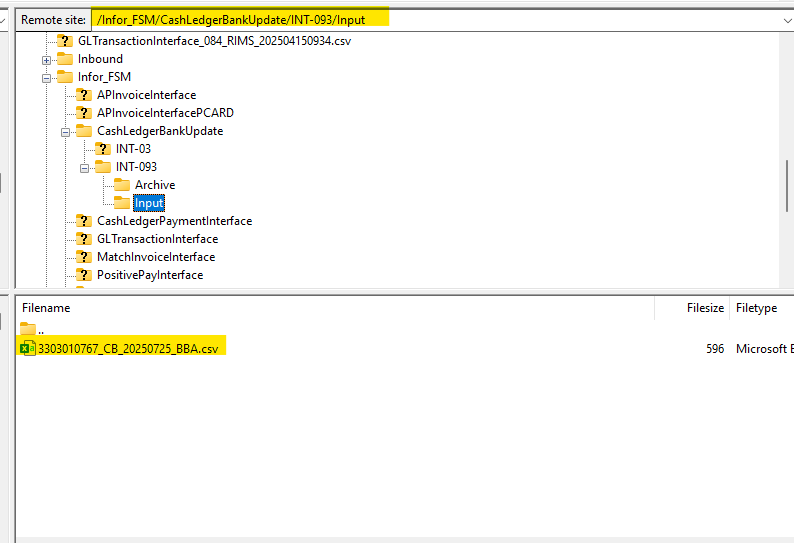 Remote site: /Infor_FSM/CashLedgerBankUpdate/INT-093/Input
GLTransactionInterface_084_RIMS_202504150934.csv
Inbound
Infor_FSM
APInvoiceInterface
APInvoiceInterfacePCARD
CashLedgerBankUpdate
INT-03
INT-093
Archive
Input
CashLedgerPaymentInterface
GLTransactionInterface
MatchInvoiceInterface
PositivePayInterface
Filename Filesize Filetype
..
3303010767_CB_20250725_BBA.csv 596 Microsoft